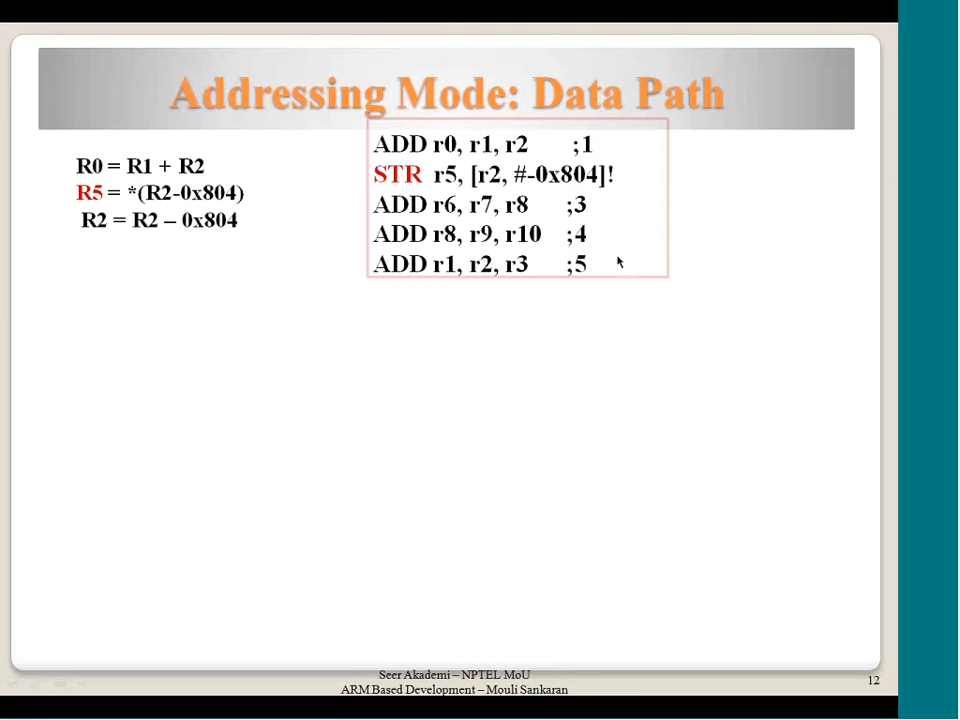 Addressing Mode: Data Path
R0 = R1 + R2
R5 = *(R2-0x804)
R2 = R2 – 0x804
ADD r0, r1, r2 ;1
STR r5, [r2, #-0x804]!
ADD r6, r7, r8 ;3
ADD r8, r9, r10 ;4
ADD r1, r2, r3 ;5
Seer Akademi – NPTEL MoU
ARM Based Development – Mouli Sankaran
12